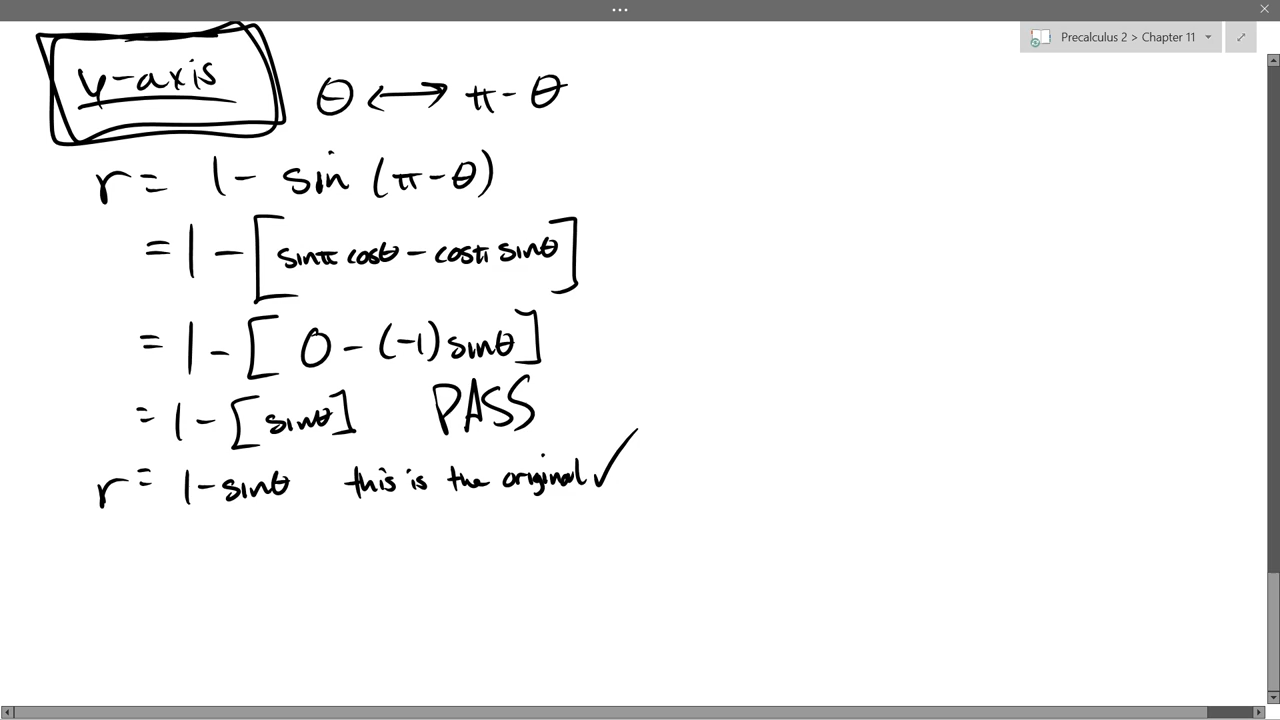 Precalculus 2 > Chapter 11
y-axis θ ⟷ π - θ
r = 1 - sin (π - θ)
= 1 - [sinπ cosθ - cosπ sinθ]
= 1 - [0 - (-1) sinθ]
= 1 - [sinθ] PASS
r = 1 - sinθ this is the original ✓